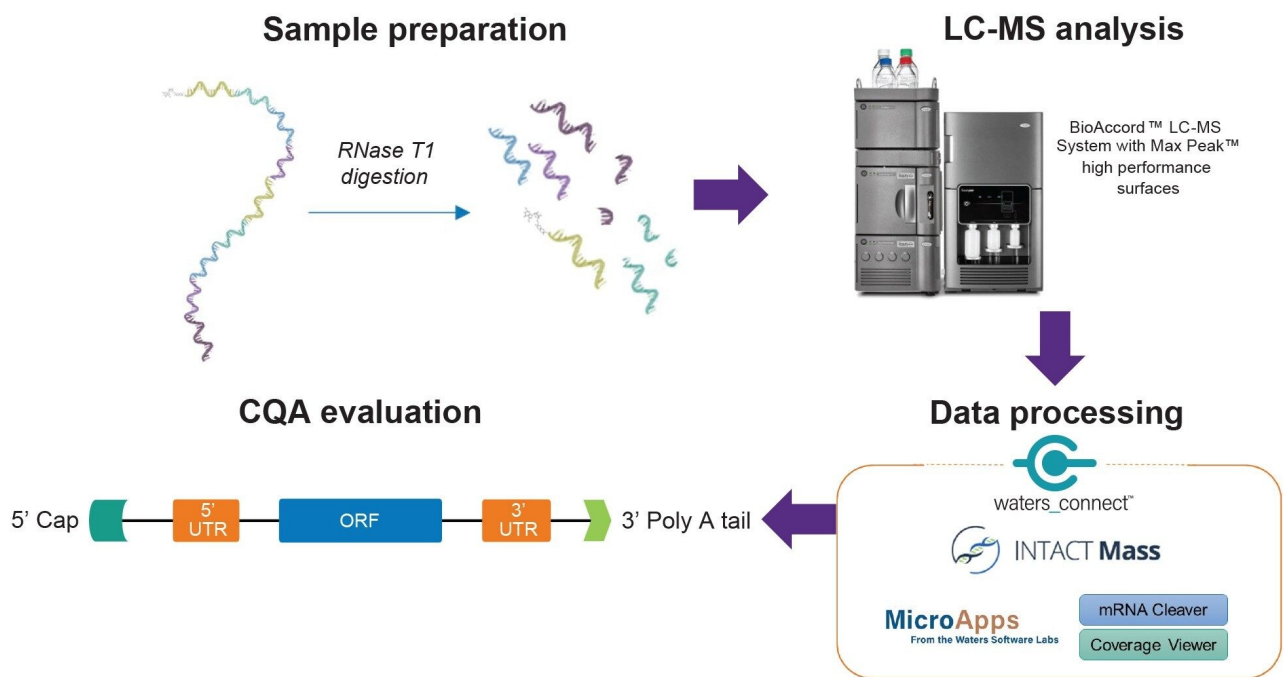 Sample preparation
LC-MS analysis
RNase T1
digestion
BioAccord™ LC-MS
System with Max Peak™
high performance
surfaces
CQA evaluation
Data processing
5’ Cap
5’
UTR
ORF
3’
UTR
3’ Poly A tail
waters_connect™
INTACT Mass
MicroApps
From the Waters Software Labs
mRNA Cleaver
Coverage Viewer